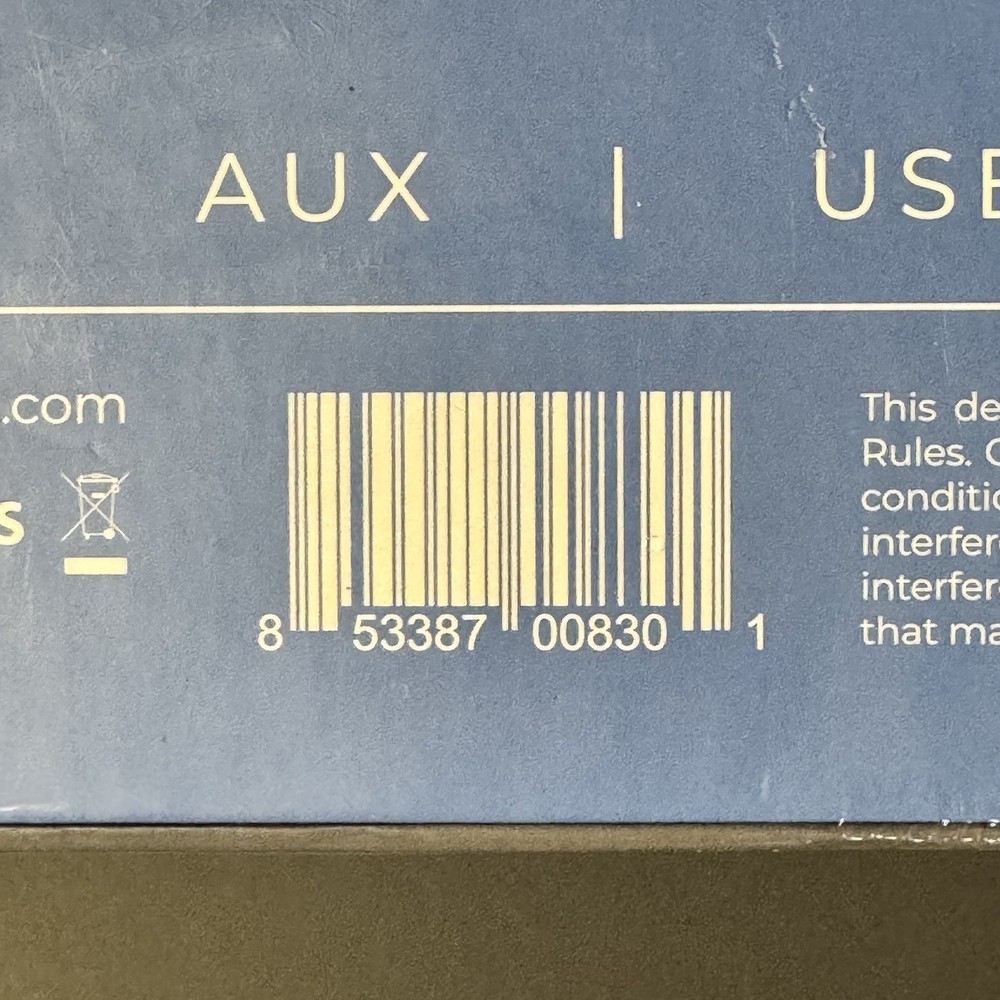 AUX | USB
.com
s
8 53387 00830 1
This de
Rules. C
conditio
interfer
interfer
that ma